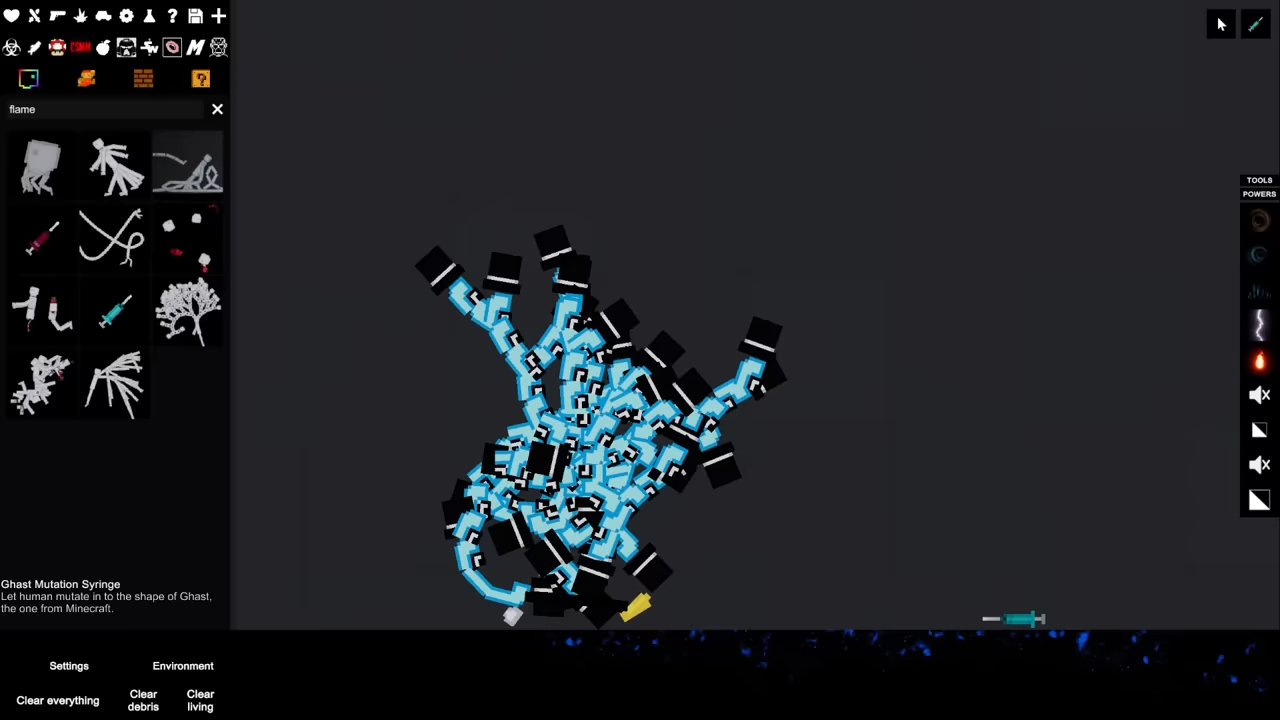 CSMM
flame
TOOLS
POWERS
Ghast Mutation Syringe
Let human mutate in to the shape of Ghast,
the one from Minecraft.
Settings
Environment
Clear everything
Clear
debris
Clear
living